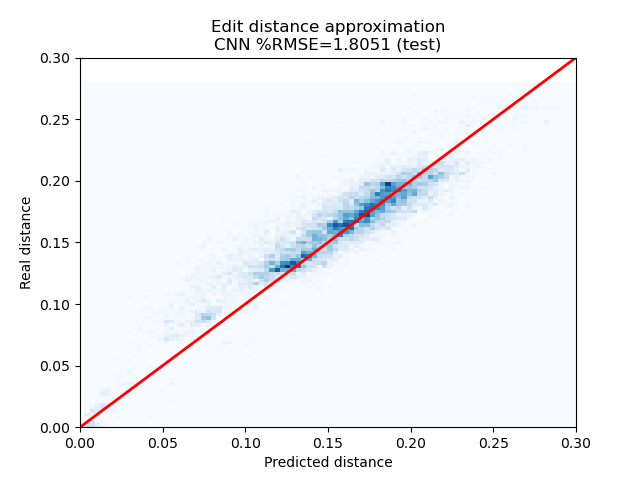 Edit distance approximation
CNN %RMSE=1.8051 (test)
0.30
0.25
0.20
0.15
0.10
0.05
0.00
Real distance
0.00 0.05 0.10 0.15 0.20 0.25 0.30
Predicted distance